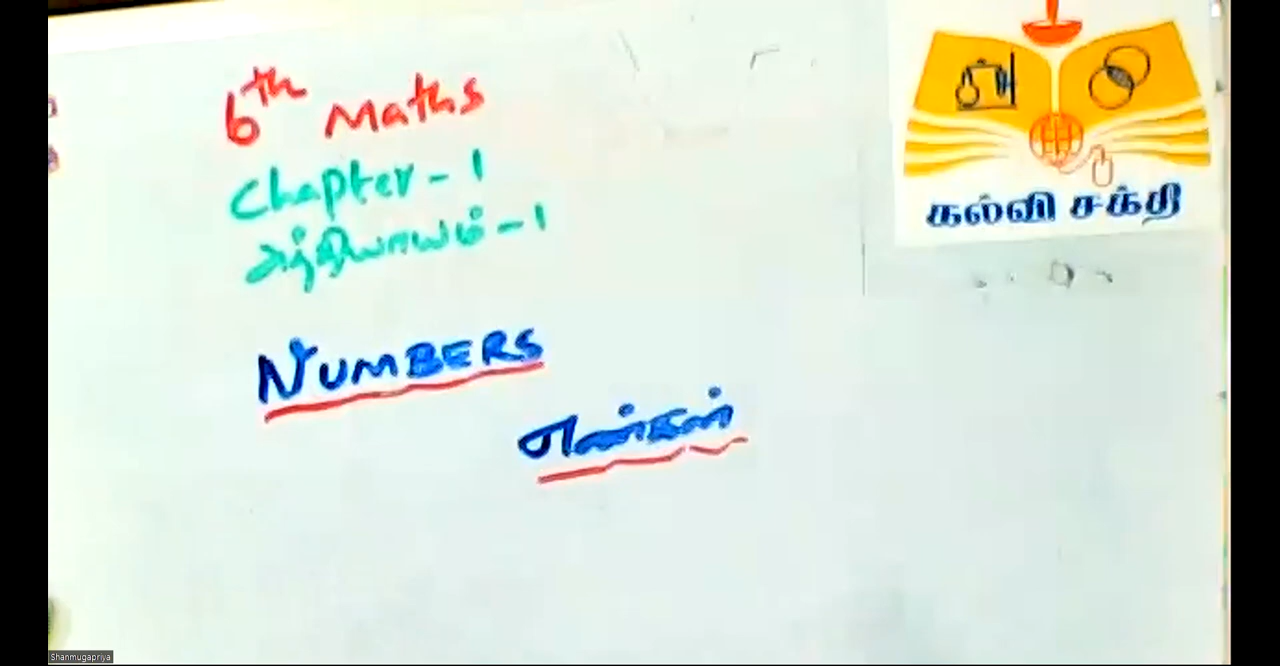 6th Maths
Chapter - 1
அத்தியாயம் - 1
NUMBERS
எண்கள்
கல்வி சக்தி
Shanmugapriya